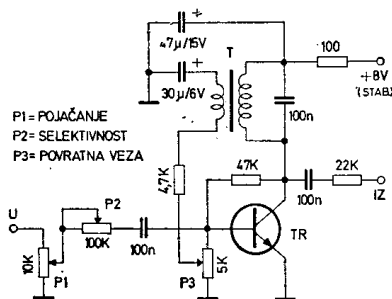 47µ/15V
+
T
100
+8V
(STAB)
+
30µ/6V
100n
P1= POJAČANJE
P2= SELEKTIVNOST
P3= POVRATNA VEZA
4,7K
47K
22K
100n
IZ
U
P2
100K
100n
TR
10K
P1
P3
5K